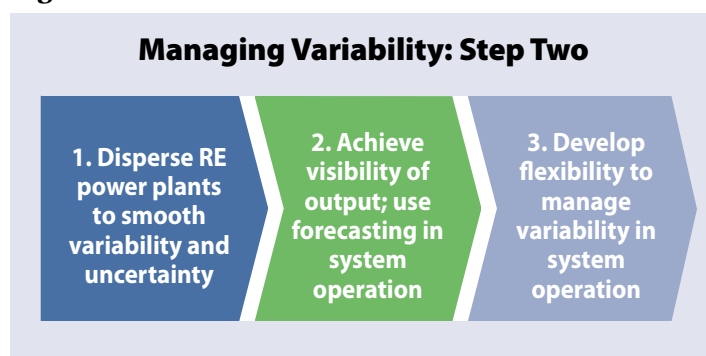 Managing Variability: Step Two
1. Disperse RE
power plants
to smooth
variability and
uncertainty
2. Achieve
visibility of
output; use
forecasting in
system
operation
3. Develop
flexibility to
manage
variability in
system
operation